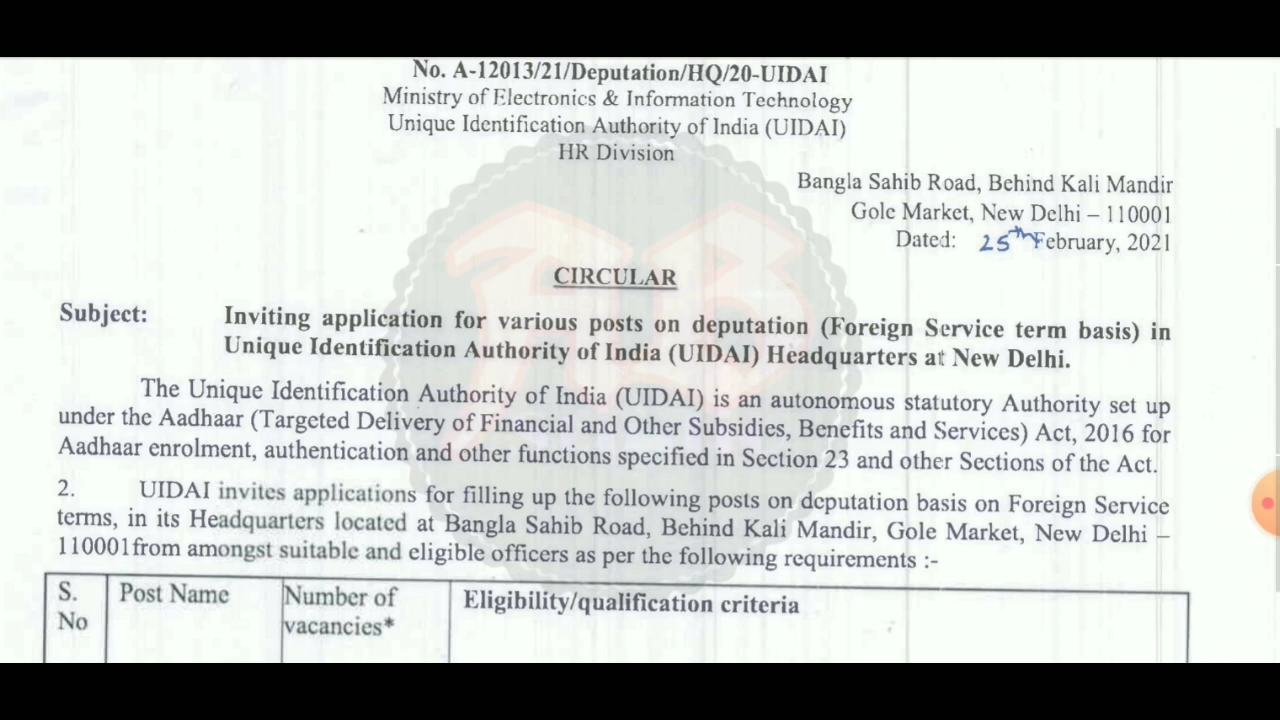 No. A-12013/21/Deputation/HQ/20-UIDAI
Ministry of Electronics & Information Technology
Unique Identification Authority of India (UIDAI)
HR Division
Bangla Sahib Road, Behind Kali Mandir
Gole Market, New Delhi – 110001
Dated: 25th February, 2021
CIRCULAR
Subject: Inviting application for various posts on deputation (Foreign Service term basis) in
Unique Identification Authority of India (UIDAI) Headquarters at New Delhi.
The Unique Identification Authority of India (UIDAI) is an autonomous statutory Authority set up
under the Aadhaar (Targeted Delivery of Financial and Other Subsidies, Benefits and Services) Act, 2016 for
Aadhaar enrolment, authentication and other functions specified in Section 23 and other Sections of the Act.
2. UIDAI invites applications for filling up the following posts on deputation basis on Foreign Service
terms, in its Headquarters located at Bangla Sahib Road, Behind Kali Mandir, Gole Market, New Delhi –
110001from amongst suitable and eligible officers as per the following requirements :-
S. No
Post Name
Number of
vacancies*
Eligibility/qualification criteria